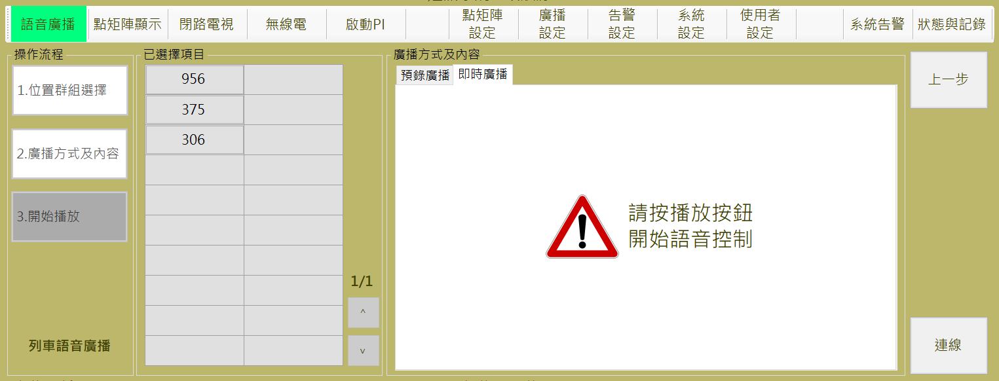 語音廣播
點矩陣顯示
閉路電視
無線電
啟動PI
點矩陣
設定
廣播
設定
告警
設定
系統
設定
使用者
設定
系統告警
狀態與記錄
操作流程
1.位置群組選擇
2.廣播方式及內容
3.開始播放
列車語音廣播
已選擇項目
956
375
306
1/1
^
v
廣播方式及內容
預錄廣播
即時廣播
請按播放按鈕
開始語音控制
上一步
連線